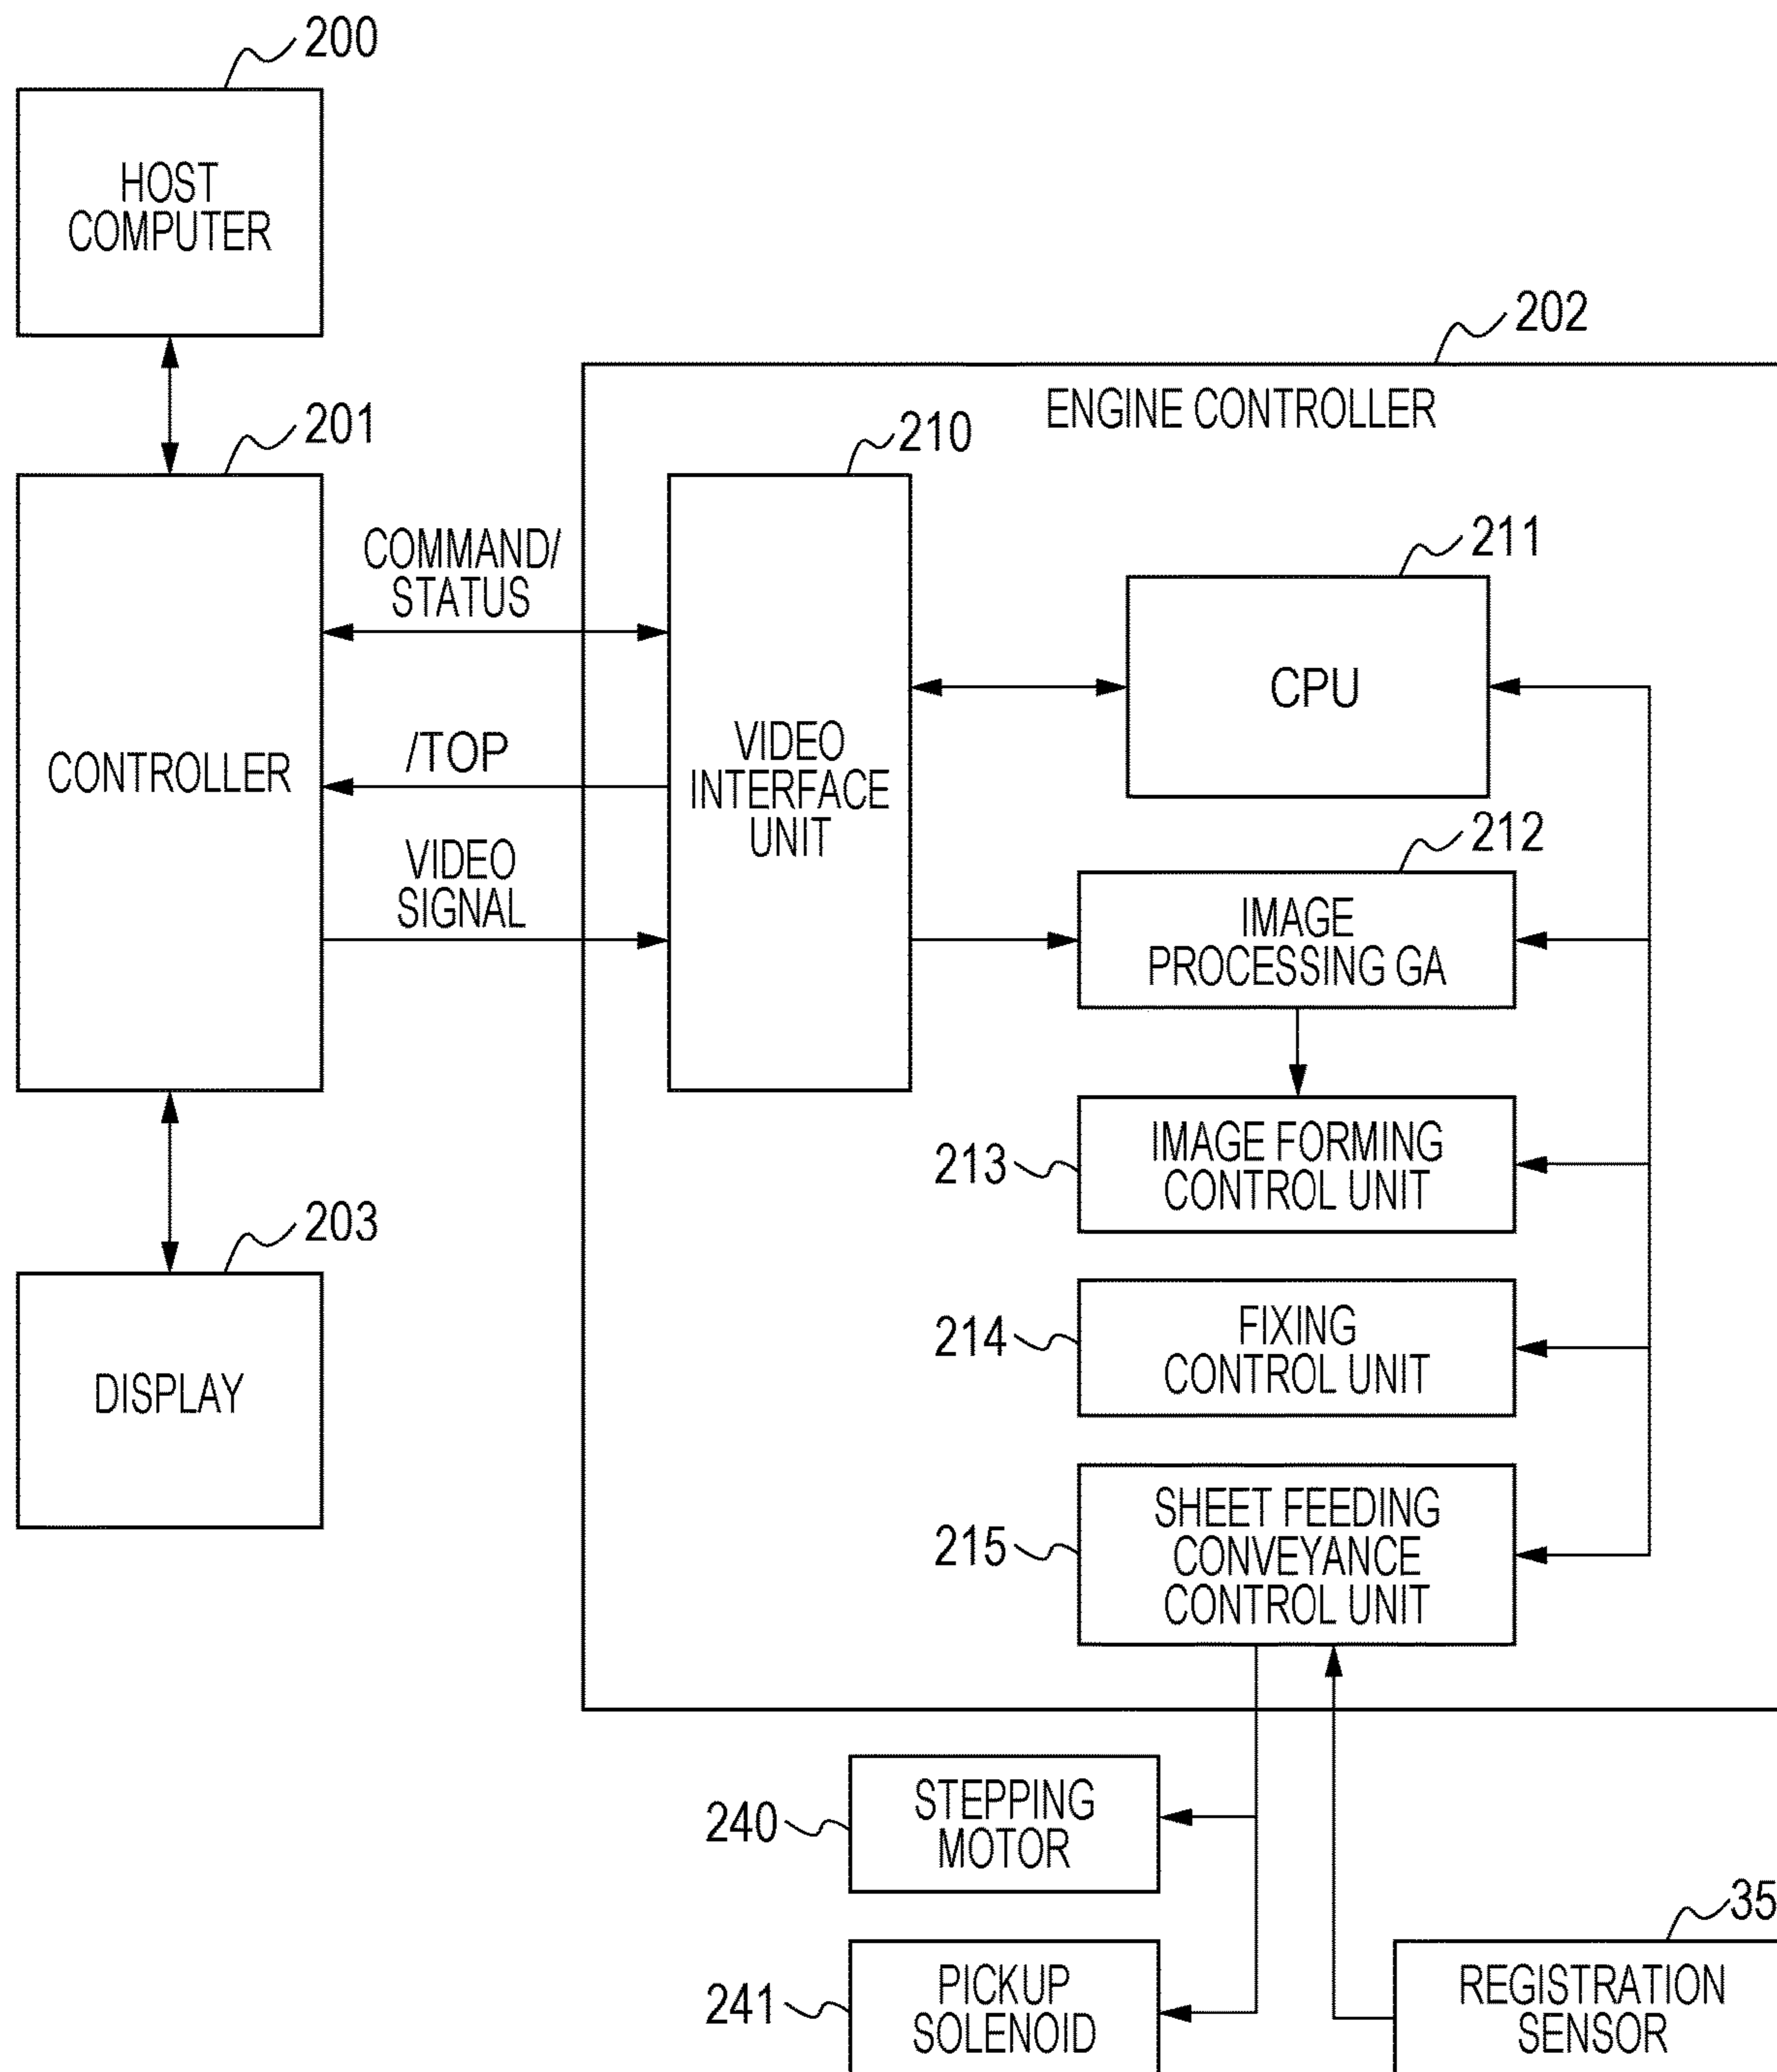 200
HOST
COMPUTER
202
ENGINE CONTROLLER
201
210
COMMAND/
STATUS
211
CPU
CONTROLLER
/TOP
VIDEO
INTERFACE
UNIT
VIDEO
SIGNAL
212
IMAGE
PROCESSING GA
213
IMAGE FORMING
CONTROL UNIT
203
DISPLAY
214
FIXING
CONTROL UNIT
215
SHEET FEEDING
CONVEYANCE
CONTROL UNIT
240
STEPPING
MOTOR
35
241
PICKUP
SOLENOID
REGISTRATION
SENSOR